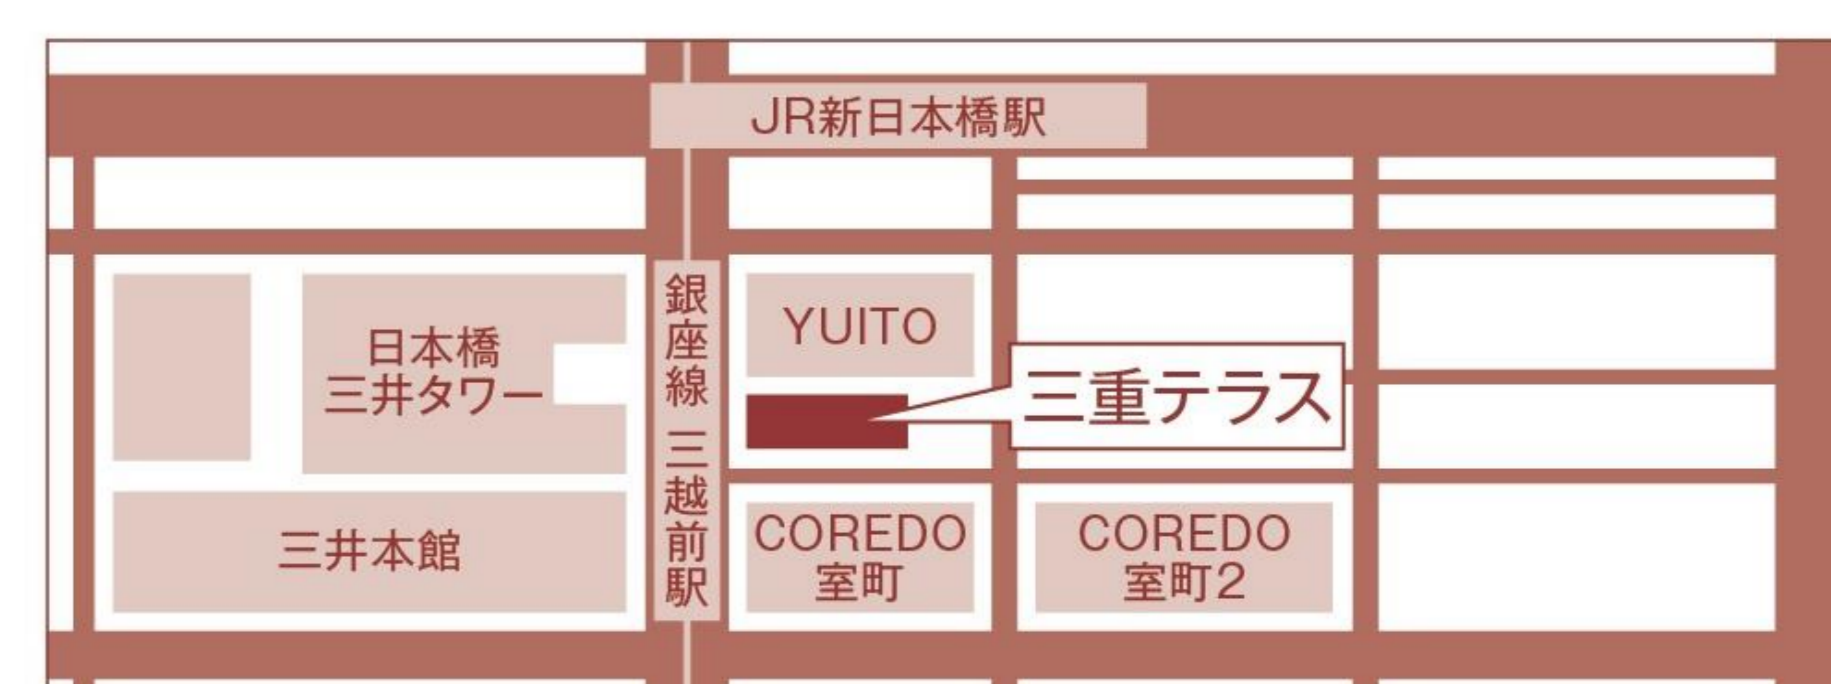 JR新日本橋駅
日本橋
三井タワー
三井本館
銀座線 三越前駅
YUITO
三重テラス
COREDO
室町
COREDO
室町2